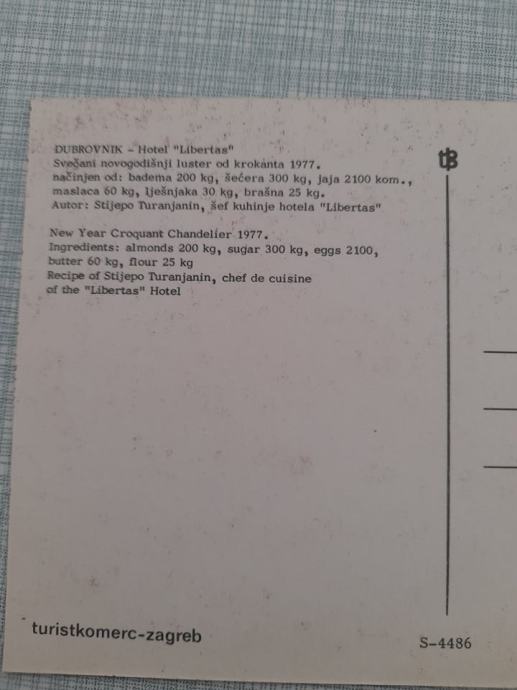 DUBROVNIK - Hotel "Libertas"
Svečani novogodišnji luster od krokanta 1977.
načinjen od: badema 200 kg, šećera 300 kg, jaja 2100 kom.,
maslaca 60 kg, lješnjaka 30 kg, brašna 25 kg.
Autor: Stijepo Turanjanin, šef kuhinje hotela "Libertas"
New Year Croquant Chandelier 1977.
Ingredients: almonds 200 kg, sugar 300 kg, eggs 2100,
butter 60 kg, flour 25 kg
Recipe of Stijepo Turanjanin, chef de cuisine
of the "Libertas" Hotel
turistkomerc-zagreb
S-4486